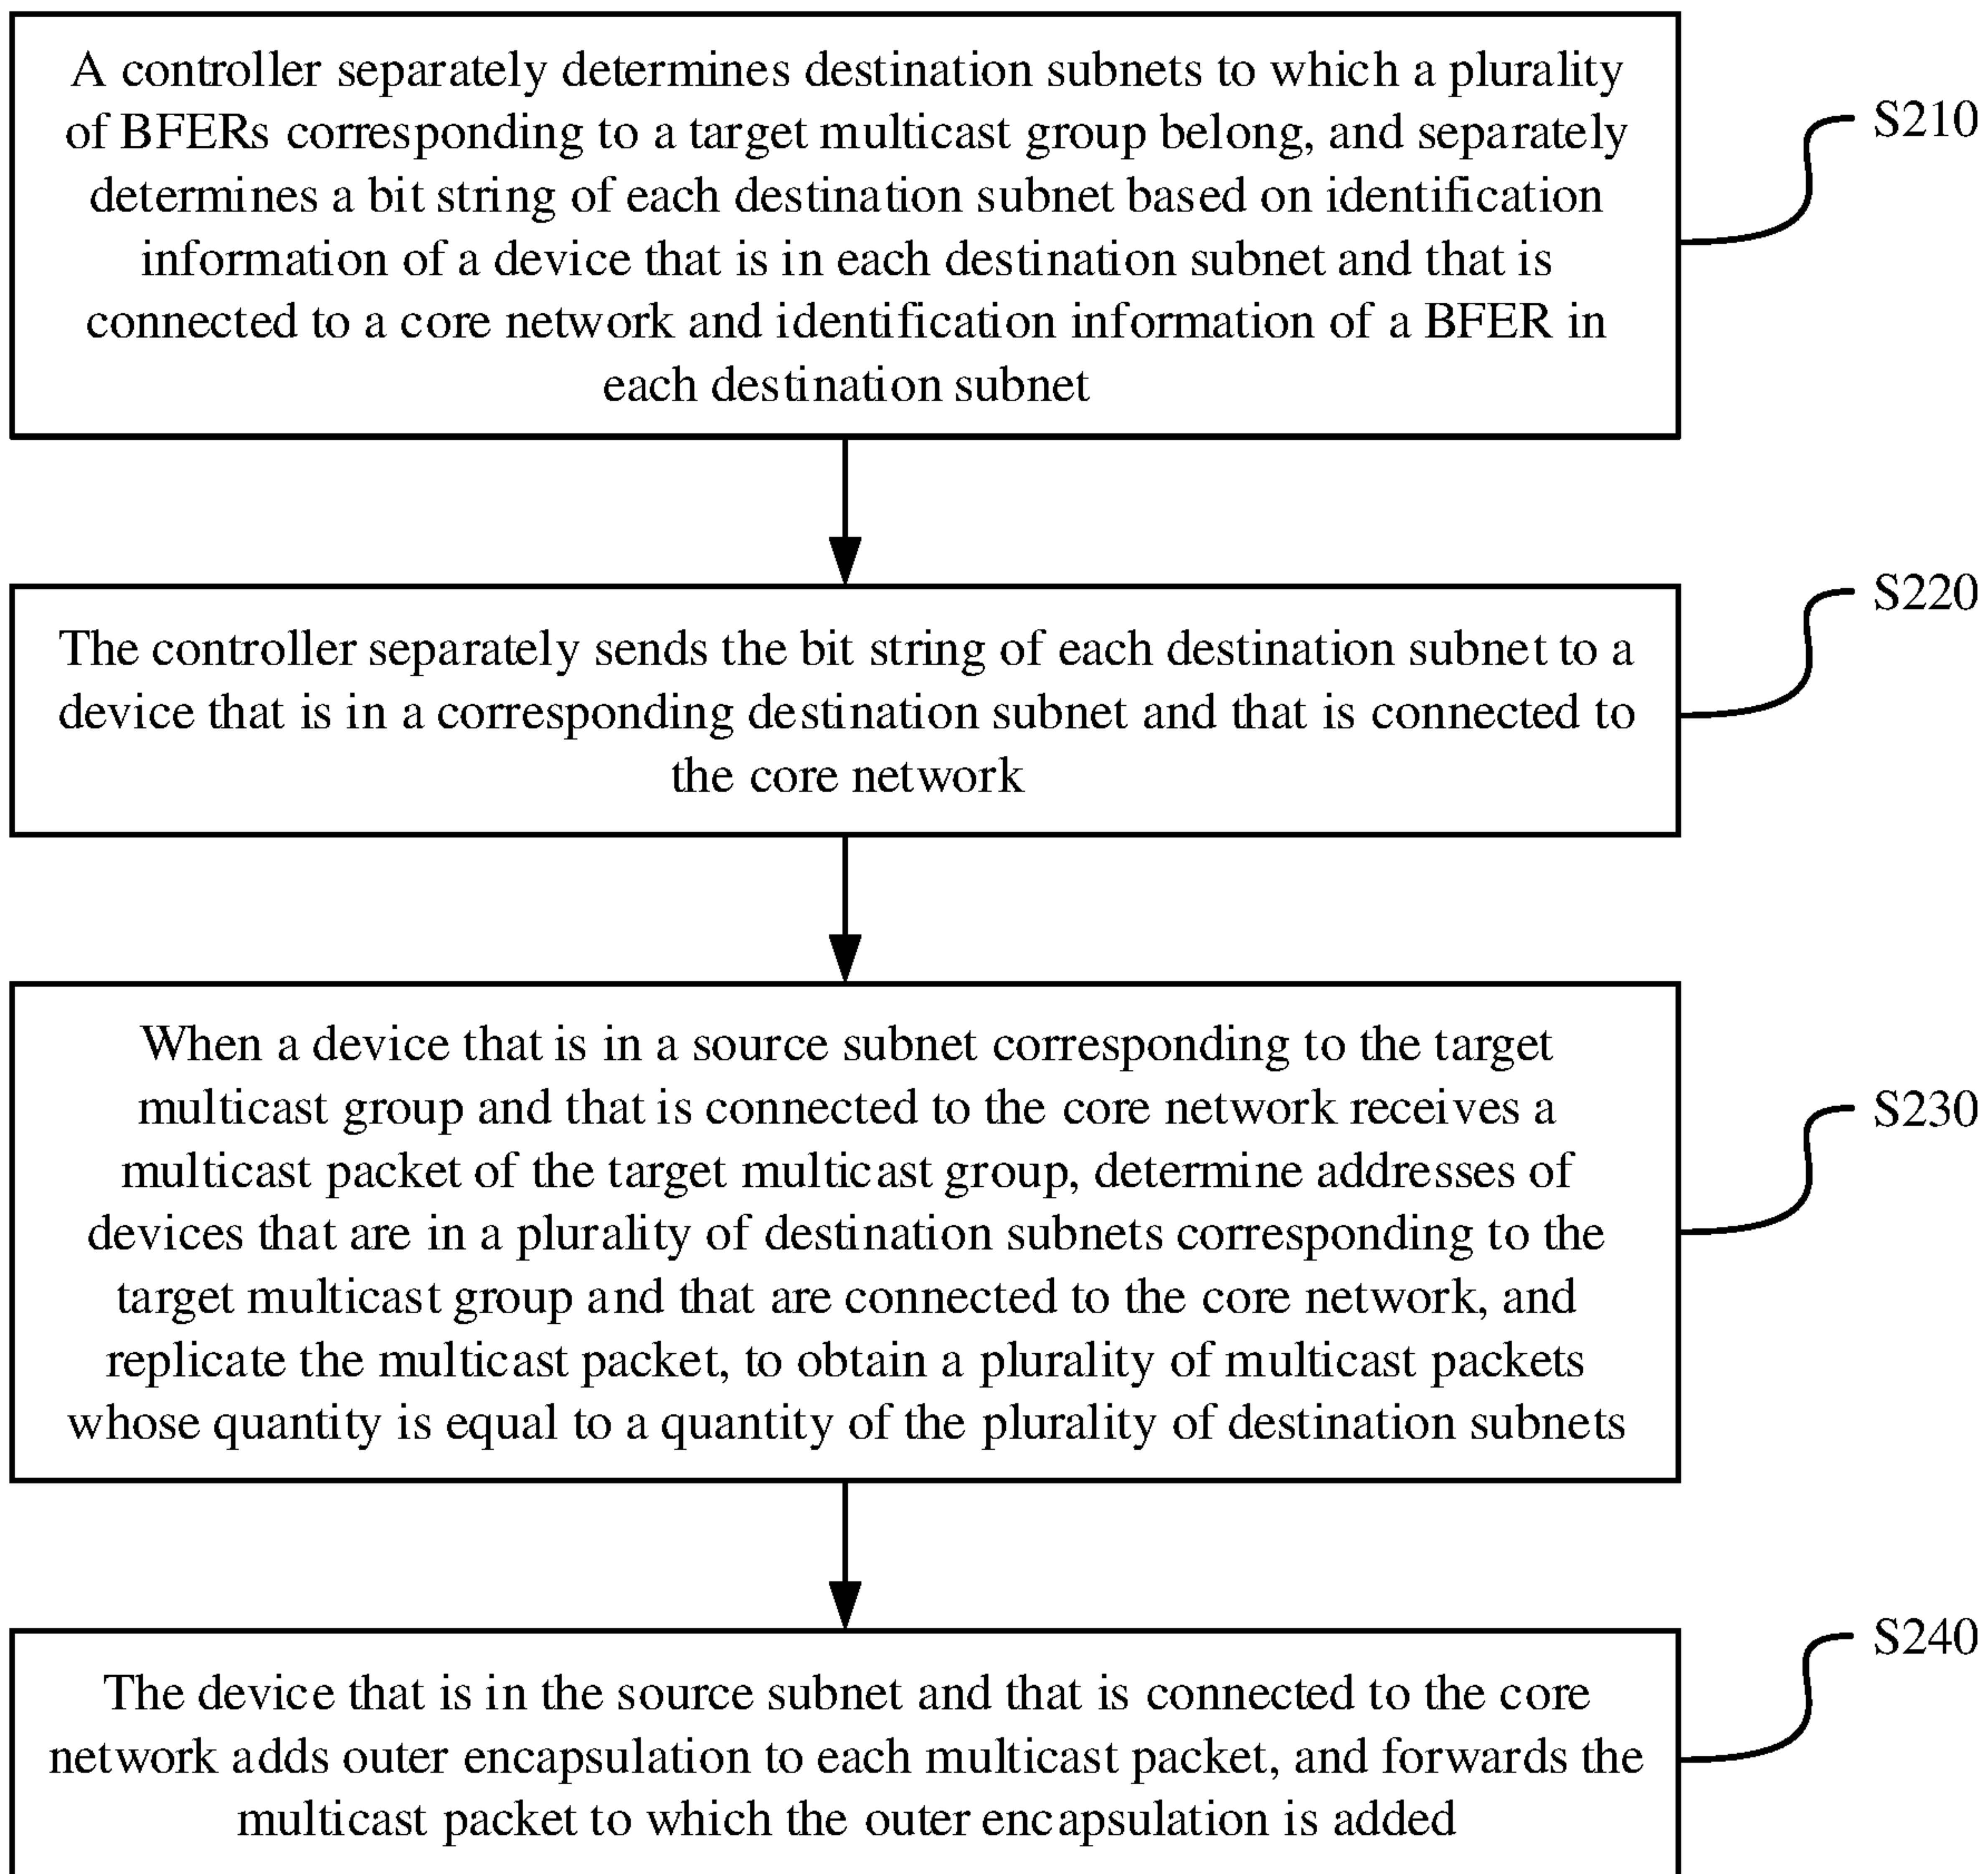 A controller separately determines destination subnets to which a plurality
of BFERs corresponding to a target multicast group belong, and separately
determines a bit string of each destination subnet based on identification
information of a device that is in each destination subnet and that is
connected to a core network and identification information of a BFER in
each destination subnet
S210
The controller separately sends the bit string of each destination subnet to a
device that is in a corresponding destination subnet and that is connected to
the core network
S220
When a device that is in a source subnet corresponding to the target
multicast group and that is connected to the core network receives a
multicast packet of the target multicast group, determine addresses of
devices that are in a plurality of destination subnets corresponding to the
target multicast group and that are connected to the core network, and
replicate the multicast packet, to obtain a plurality of multicast packets
whose quantity is equal to a quantity of the plurality of destination subnets
S230
The device that is in the source subnet and that is connected to the core
network adds outer encapsulation to each multicast packet, and forwards the
multicast packet to which the outer encapsulation is added
S240